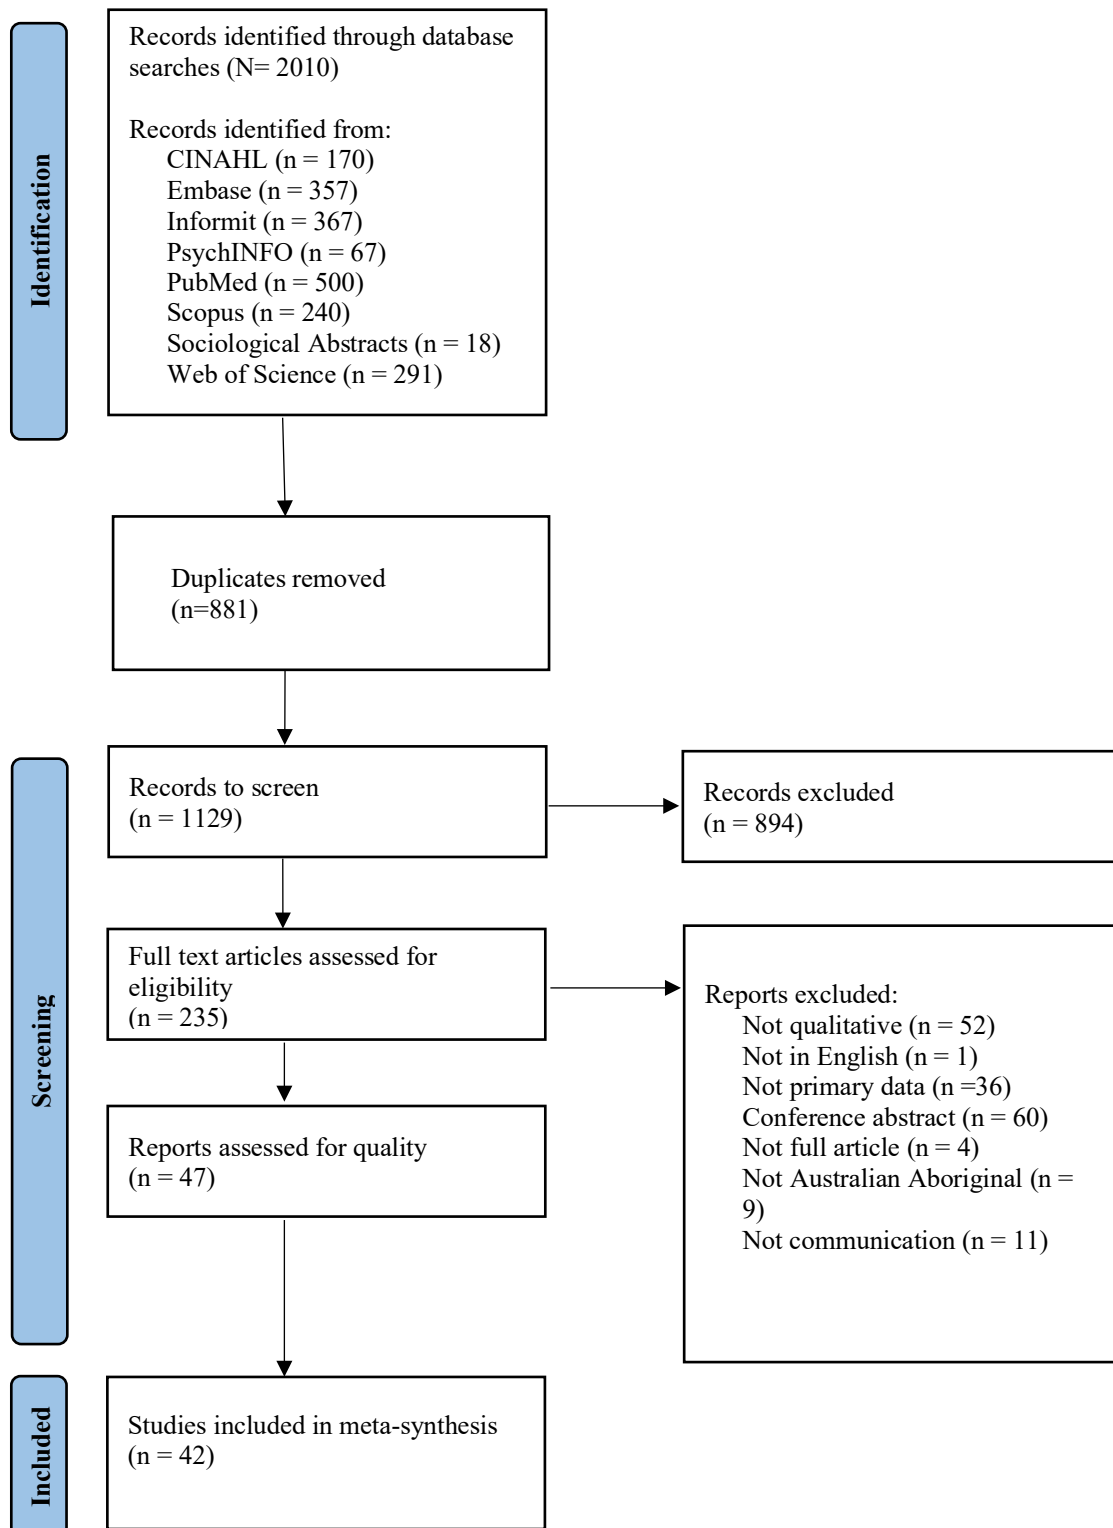 Identification
Records identified through database
searches (N= 2010)
Records identified from:
CINAHL (n = 170)
Embase (n = 357)
Informit (n = 367)
PsychINFO (n = 67)
PubMed (n = 500)
Scopus (n = 240)
Sociological Abstracts (n = 18)
Web of Science (n = 291)
Duplicates removed
(n=881)
Screening
Records to screen
(n = 1129)
Records excluded
(n = 894)
Full text articles assessed for
eligibility
(n = 235)
Reports excluded:
Not qualitative (n = 52)
Not in English (n = 1)
Not primary data (n =36)
Conference abstract (n = 60)
Not full article (n = 4)
Not Australian Aboriginal (n =
9)
Not communication (n = 11)
Reports assessed for quality
(n = 47)
Included
Studies included in meta-synthesis
(n = 42)